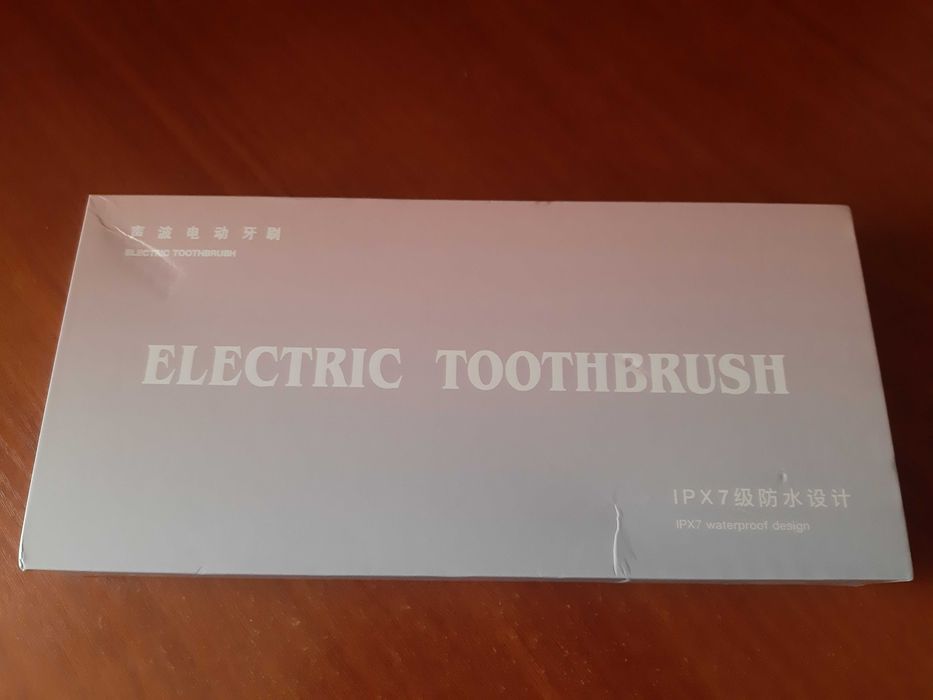 声波电动牙刷
ELECTRIC TOOTHBRUSH
ELECTRIC TOOTHBRUSH
IPX7级防水设计
IPX7 waterproof design